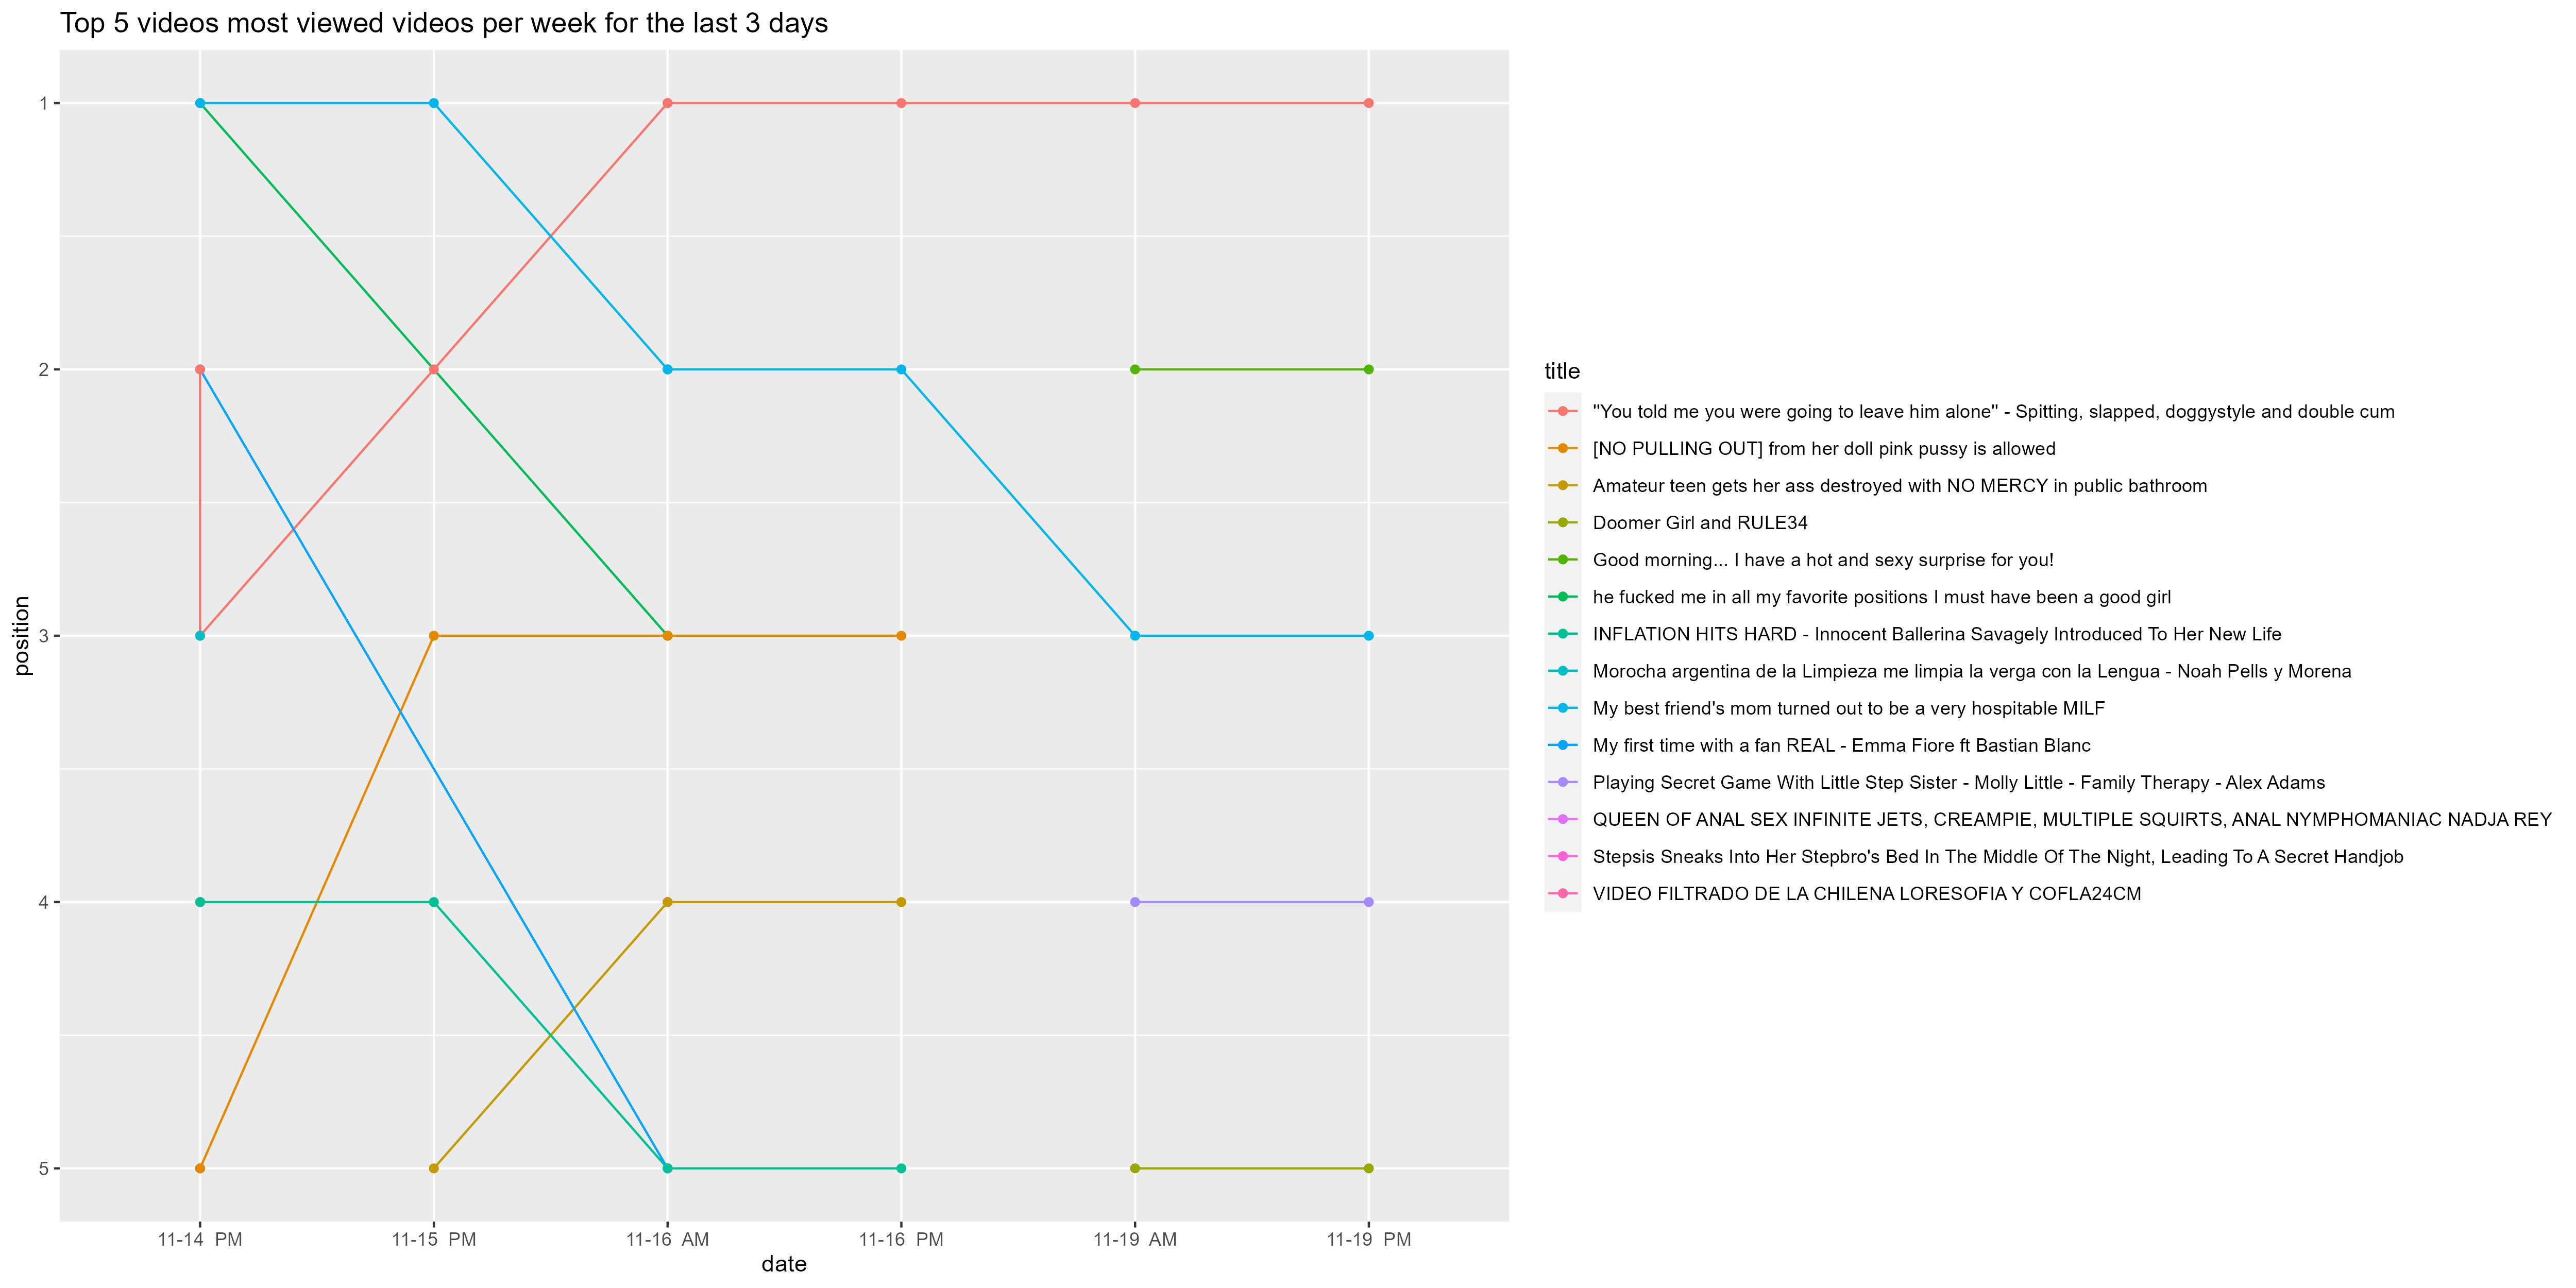 Top 5 videos most viewed videos per week for the last 3 days
1
2
3
4
5
position
11-14 PM
11-15 PM
11-16 AM
11-16 PM
11-19 AM
11-19 PM
date
title
"You told me you were going to leave him alone" - Spitting, slapped, doggystyle and double cum
[NO PULLING OUT] from her doll pink pussy is allowed
Amateur teen gets her ass destroyed with NO MERCY in public bathroom
Doomer Girl and RULE34
Good morning... I have a hot and sexy surprise for you!
he fucked me in all my favorite positions I must have been a good girl
INFLATION HITS HARD - Innocent Ballerina Savagely Introduced To Her New Life
Morocha argentina de la Limpieza me limpia la verga con la Lengua - Noah Pells y Morena
My best friend's mom turned out to be a very hospitable MILF
My first time with a fan REAL - Emma Fiore ft Bastian Blanc
Playing Secret Game With Little Step Sister - Molly Little - Family Therapy - Alex Adams
QUEEN OF ANAL SEX INFINITE JETS, CREAMPIE, MULTIPLE SQUIRTS, ANAL NYMPHOMANIAC NADJA REY
Stepsis Sneaks Into Her Stepbro's Bed In The Middle Of The Night, Leading To A Secret Handjob
VIDEO FILTRADO DE LA CHILENA LORESOFIA Y COFLA24CM